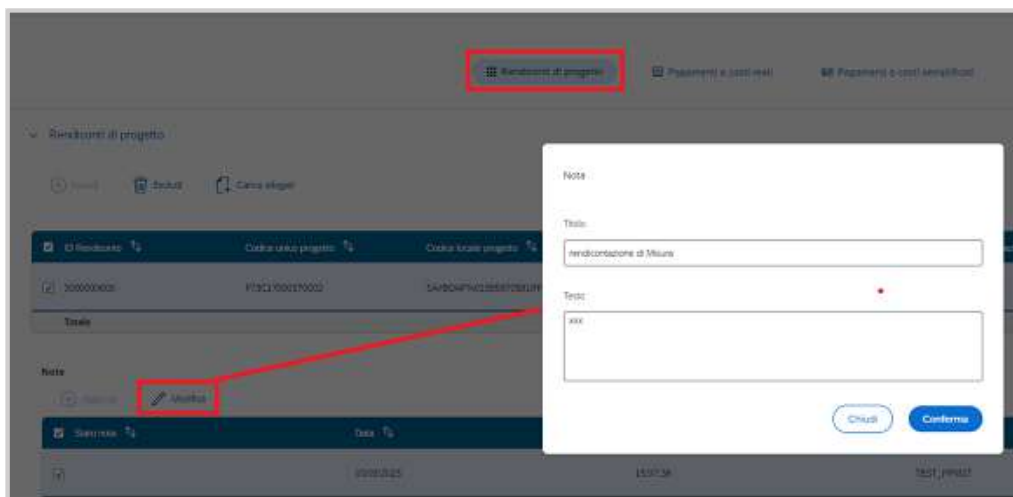 Rendiconti di progetto
Pagamenti a costi reali
Pagamenti a costi semplificati
Rendiconti di progetto
Escludi
Carica allegati
ID Rendiconto
Codice unico progetto
Codice locale progetto
Totale
Note
Modifica
Stato nota
Data
Nota
Titolo
rendicontazione di Misura
Testo
xxx
Chiudi
Conferma